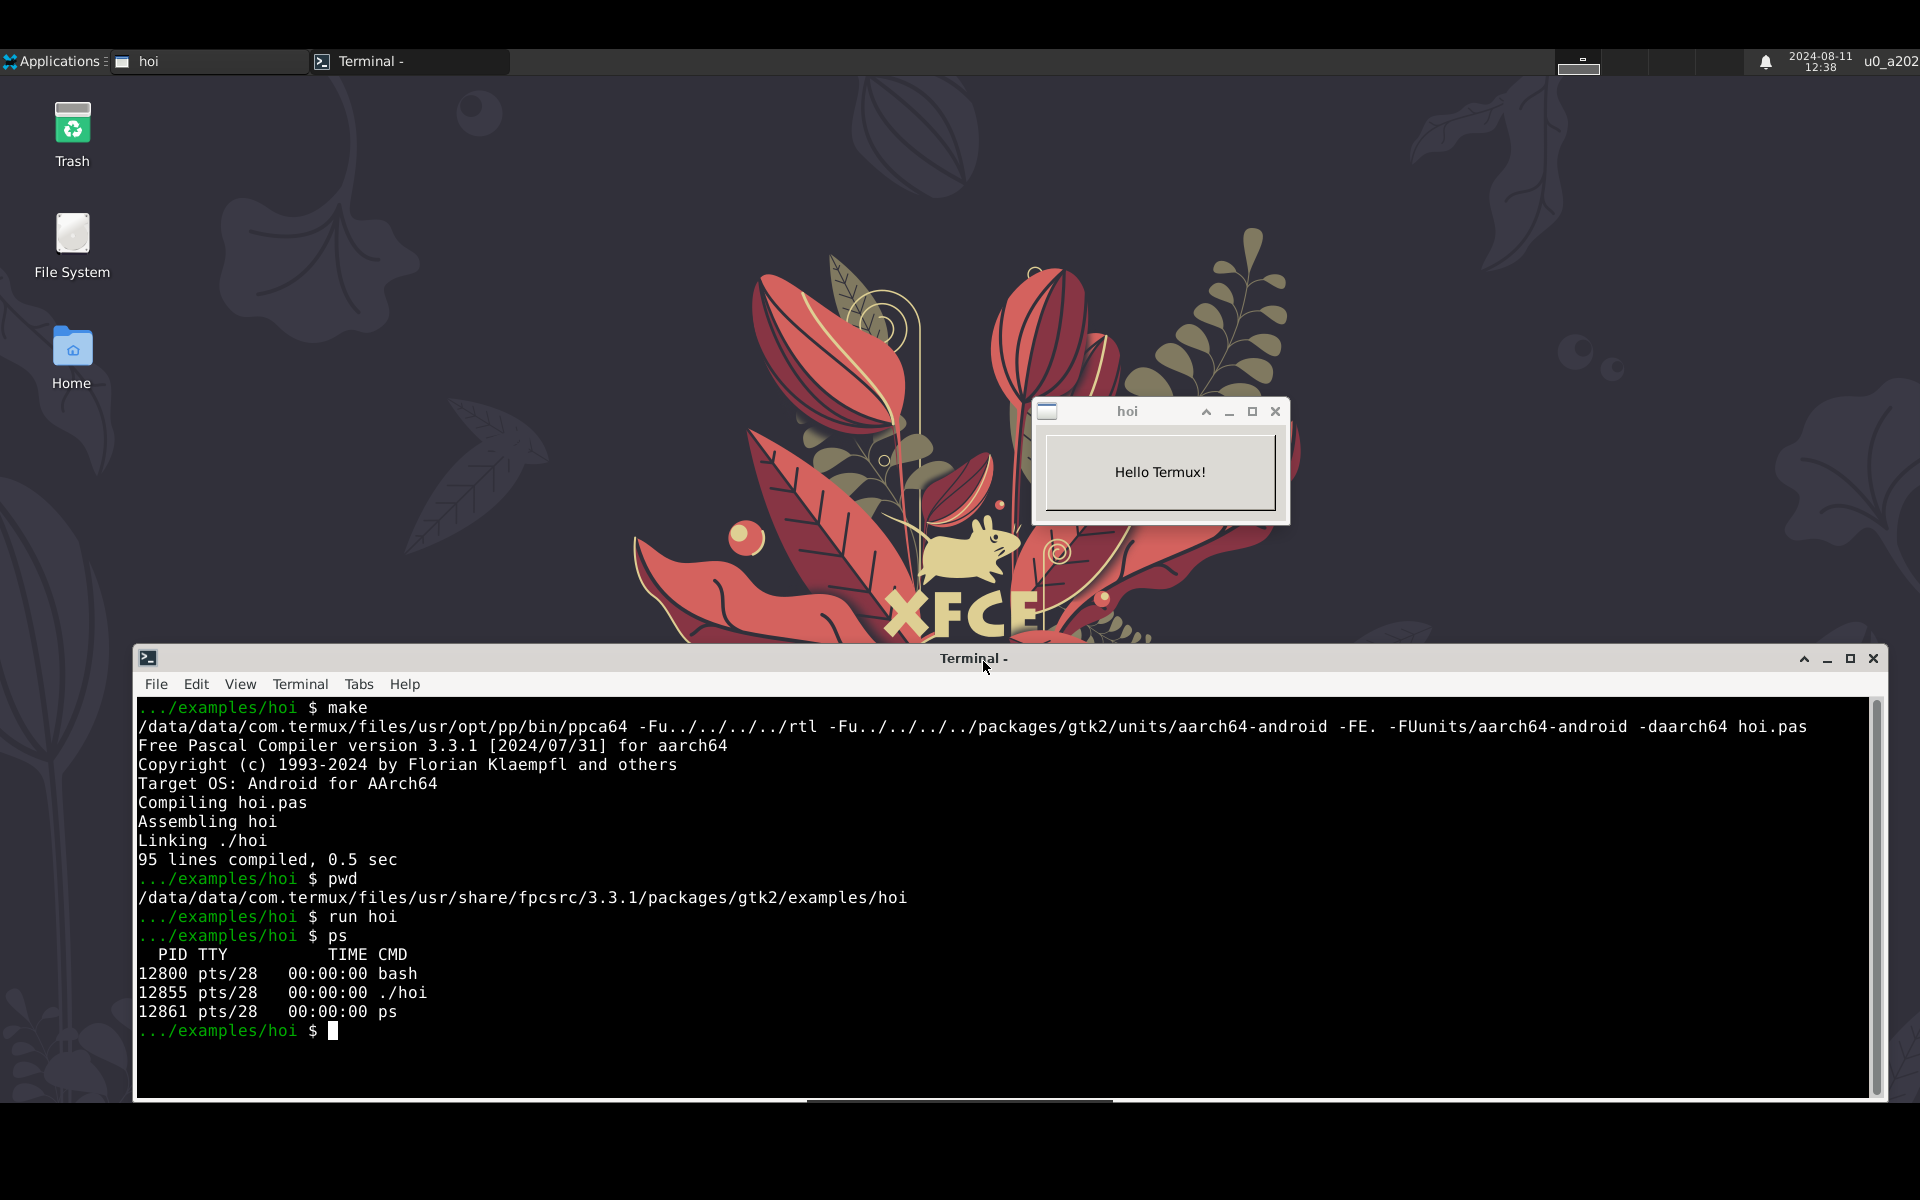 Applications
hoi
Terminal -
2024-08-11
12:38
u0_a202
Trash
File System
Home
hoi
Hello Termux!
XFCE
Terminal -
File Edit View Terminal Tabs Help
.../examples/hoi $ make
/data/data/com.termux/files/usr/opt/pp/bin/ppca64 -Fu../../../../rtl -Fu../../../../packages/gtk2/units/aarch64-android -FE. -FUunits/aarch64-android -daarch64 hoi.pas
Free Pascal Compiler version 3.3.1 [2024/07/31] for aarch64
Copyright (c) 1993-2024 by Florian Klaempfl and others
Target OS: Android for AArch64
Compiling hoi.pas
Assembling hoi
Linking ./hoi
95 lines compiled, 0.5 sec
.../examples/hoi $ pwd
/data/data/com.termux/files/usr/share/fpcsrc/3.3.1/packages/gtk2/examples/hoi
.../examples/hoi $ run hoi
.../examples/hoi $ ps
  PID TTY          TIME CMD
12800 pts/28   00:00:00 bash
12855 pts/28   00:00:00 ./hoi
12861 pts/28   00:00:00 ps
.../examples/hoi $